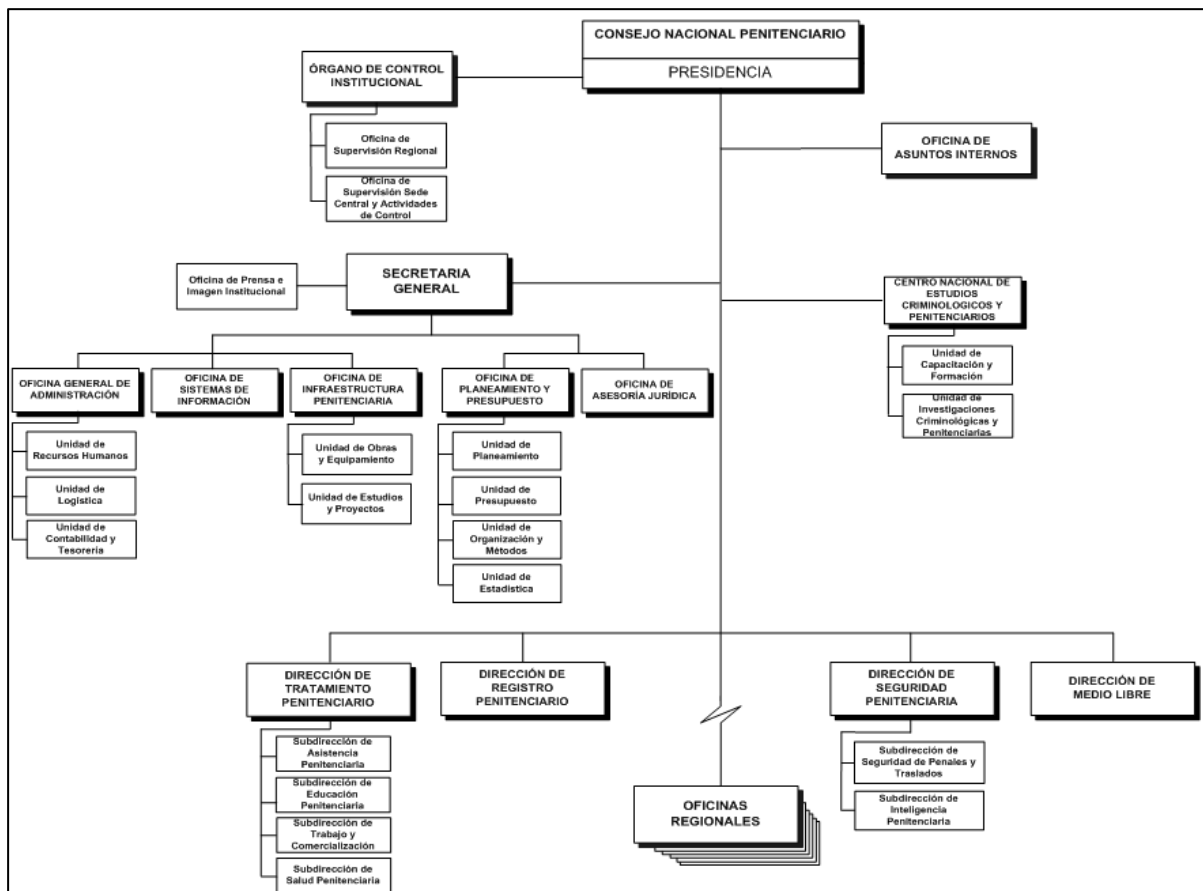 CONSEJO NACIONAL PENITENCIARIO
PRESIDENCIA
ÓRGANO DE CONTROL
INSTITUCIONAL
Oficina de
Supervisión Regional
Oficina de
Supervisión Sede
Central y Actividades
de Control
OFICINA DE
ASUNTOS INTERNOS
Oficina de Prensa e
Imagen Institucional
SECRETARIA
GENERAL
CENTRO NACIONAL DE
ESTUDIOS
CRIMINOLOGICOS Y
PENITENCIARIOS
Unidad de
Capacitación y
Formación
Unidad de
Investigaciones
Criminológicas y
Penitenciarias
OFICINA GENERAL DE
ADMINISTRACIÓN
OFICINA DE
SISTEMAS DE
INFORMACIÓN
OFICINA DE
INFRAESTRUCTURA
PENITENCIARIA
OFICINA DE
PLANEAMIENTO Y
PRESUPUESTO
OFICINA DE
ASESORÍA JURÍDICA
Unidad de
Recursos Humanos
Unidad de
Logística
Unidad de
Contabilidad y
Tesorería
Unidad de Obras
y Equipamiento
Unidad de Estudios
y Proyectos
Unidad de
Planeamiento
Unidad de
Presupuesto
Unidad de
Organización y
Métodos
Unidad de
Estadística
DIRECCIÓN DE
TRATAMIENTO
PENITENCIARIO
DIRECCIÓN DE
REGISTRO
PENITENCIARIO
DIRECCIÓN DE
SEGURIDAD
PENITENCIARIA
DIRECCIÓN DE
MEDIO LIBRE
Subdirección de
Asistencia
Penitenciaria
Subdirección de
Educación
Penitenciaria
Subdirección de
Trabajo y
Comercialización
Subdirección de
Salud Penitenciaria
OFICINAS
REGIONALES
Subdirección de
Seguridad de Penales y
Traslados
Subdirección de
Inteligencia
Penitenciaria